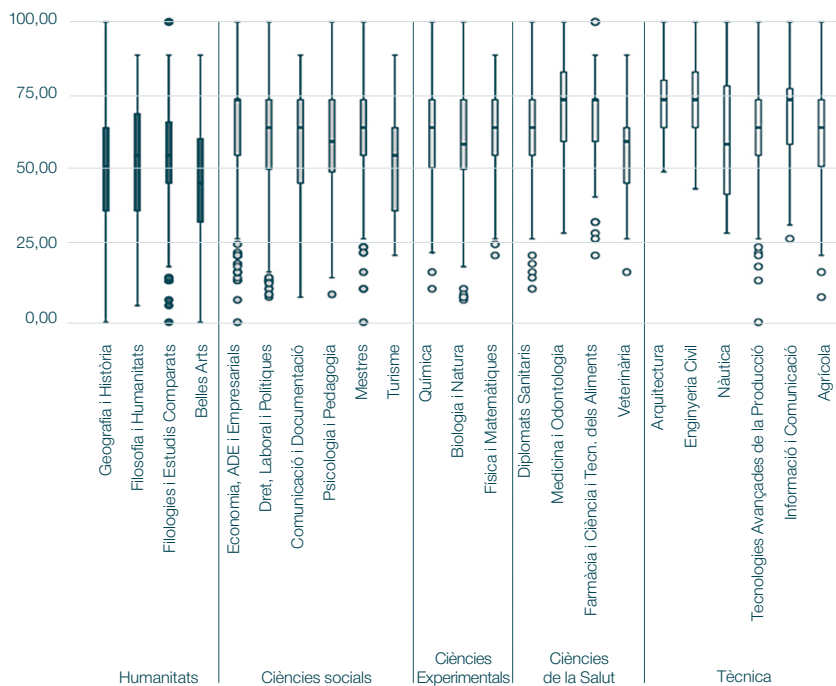 100,00
75,00
50,00
25,00
0,00
Geografia i Història
Filosofia i Humanitats
Filologies i Estudis Comparats
Belles Arts
Economia, ADE i Empresarials
Dret, Laboral i Polítiques
Comunicació i Documentació
Psicologia i Pedagogia
Mestres
Turisme
Química
Biologia i Natura
Física i Matemàtiques
Diplomats Sanitaris
Medicina i Odontologia
Farmàcia i Ciència i Tecn. dels Aliments
Veterinària
Arquitectura
Enginyeria Civil
Nàutica
Tecnologies Avançades de la Producció
Informació i Comunicació
Agrícola
Humanitats
Ciències socials
Ciències
Experimentals
Ciències
de la Salut
Tècnica